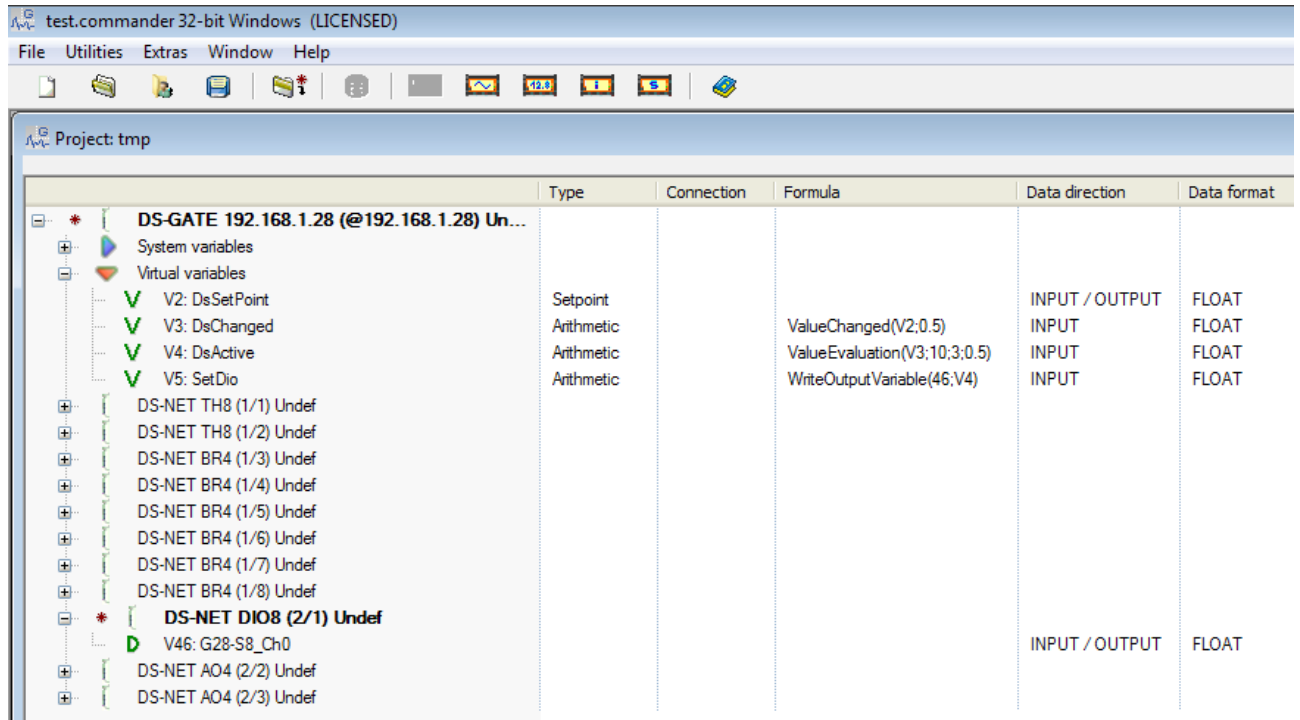 test.commander 32-bit Windows (LICENSED)
File Utilities Extras Window Help
12.8 i S
Project: tmp
Type Connection Formula Data direction Data format
DS-GATE 192.168.1.28 (@192.168.1.28) Un...
System variables
Virtual variables
V V2: DsSetPoint Setpoint INPUT / OUTPUT FLOAT
V V3: DsChanged Arithmetic ValueChanged(V2;0.5) INPUT FLOAT
V V4: DsActive Arithmetic ValueEvaluation(V3;10;3;0.5) INPUT FLOAT
V V5: SetDio Arithmetic WriteOutputVariable(46;V4) INPUT FLOAT
DS-NET TH8 (1/1) Undef
DS-NET TH8 (1/2) Undef
DS-NET BR4 (1/3) Undef
DS-NET BR4 (1/4) Undef
DS-NET BR4 (1/5) Undef
DS-NET BR4 (1/6) Undef
DS-NET BR4 (1/7) Undef
DS-NET BR4 (1/8) Undef
DS-NET DIO8 (2/1) Undef
D V46: G28-S8_Ch0 INPUT / OUTPUT FLOAT
DS-NET AO4 (2/2) Undef
DS-NET AO4 (2/3) Undef